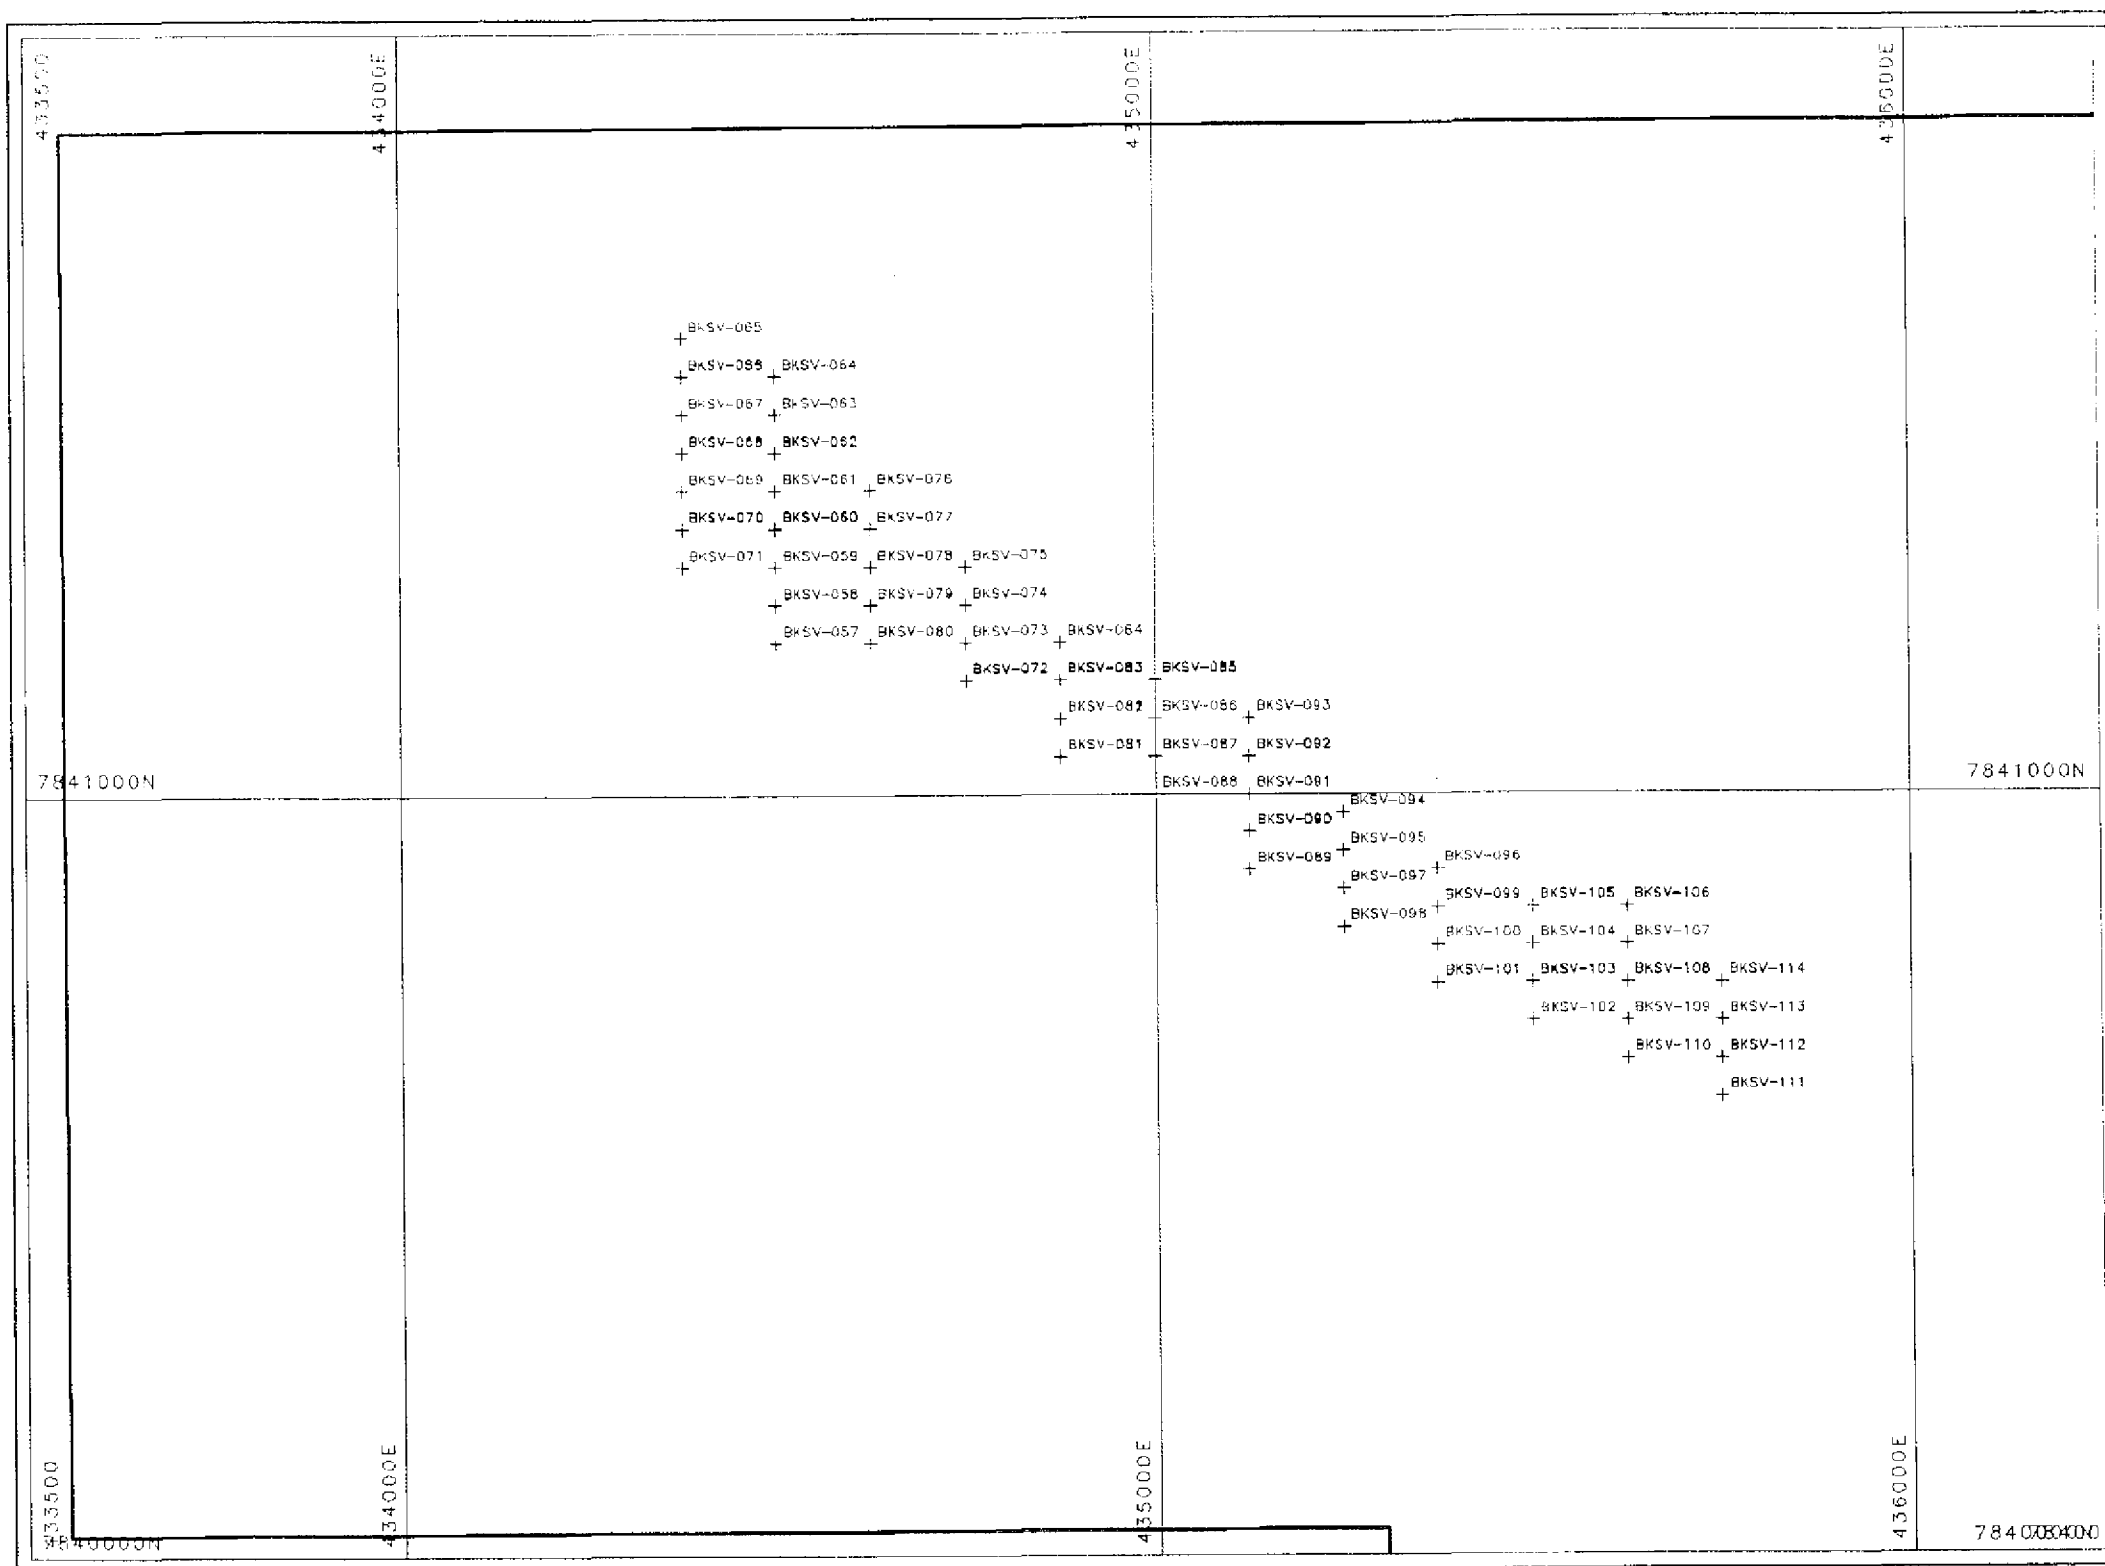 433500
434000E
435000E
436000E
BKSV-065
BKSV-066 BKSV-064
BKSV-067 BKSV-063
BKSV-068 BKSV-062
BKSV-069 BKSV-061 BKSV-076
BKSV-070 BKSV-060 BKSV-077
BKSV-071 BKSV-059 BKSV-078 BKSV-075
BKSV-058 BKSV-079 BKSV-074
BKSV-057 BKSV-080 BKSV-073 BKSV-084
BKSV-072 BKSV-083 BKSV-085
BKSV-082 BKSV-086 BKSV-093
BKSV-081 BKSV-087 BKSV-092
7841000N BKSV-088 BKSV-091 7841000N
BKSV-094
BKSV-090
BKSV-095
BKSV-089 BKSV-096
BKSV-097
BKSV-099 BKSV-105 BKSV-106
BKSV-098
BKSV-100 BKSV-104 BKSV-107
BKSV-101 BKSV-103 BKSV-108 BKSV-114
BKSV-102 BKSV-109 BKSV-113
BKSV-110 BKSV-112
BKSV-111
433500
434000E
435000E
436000E
7840000N